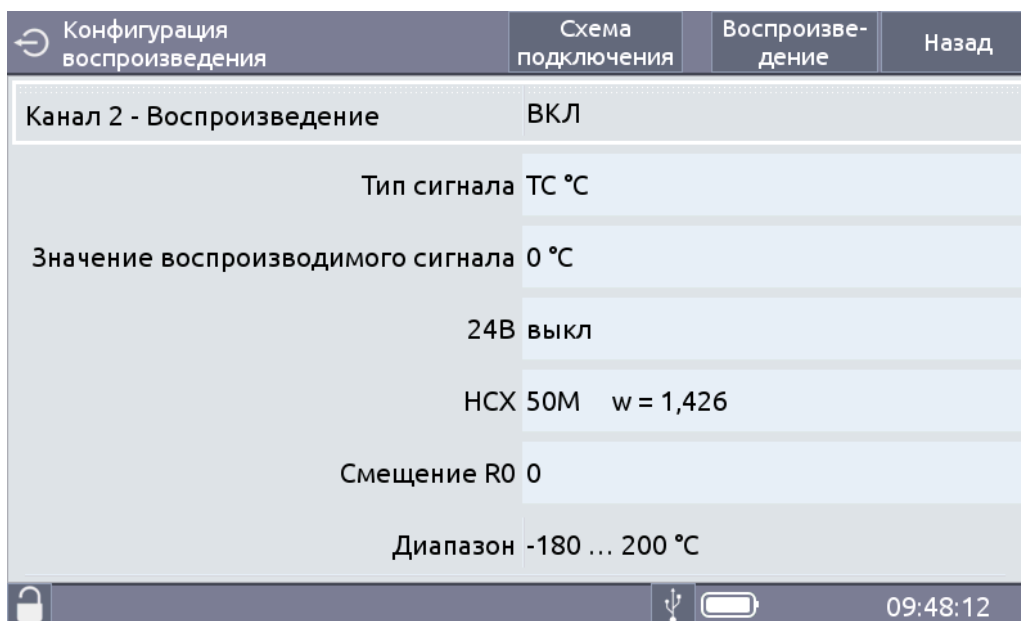 Конфигурация
воспроизведения
Схема
подключения
Воспроизве-
дение
Назад
Канал 2 - Воспроизведение ВКЛ
Тип сигнала ТС °C
Значение воспроизводимого сигнала 0 °C
24В выкл
НСХ 50М w = 1,426
Смещение R0 0
Диапазон -180 … 200 °C
09:48:12